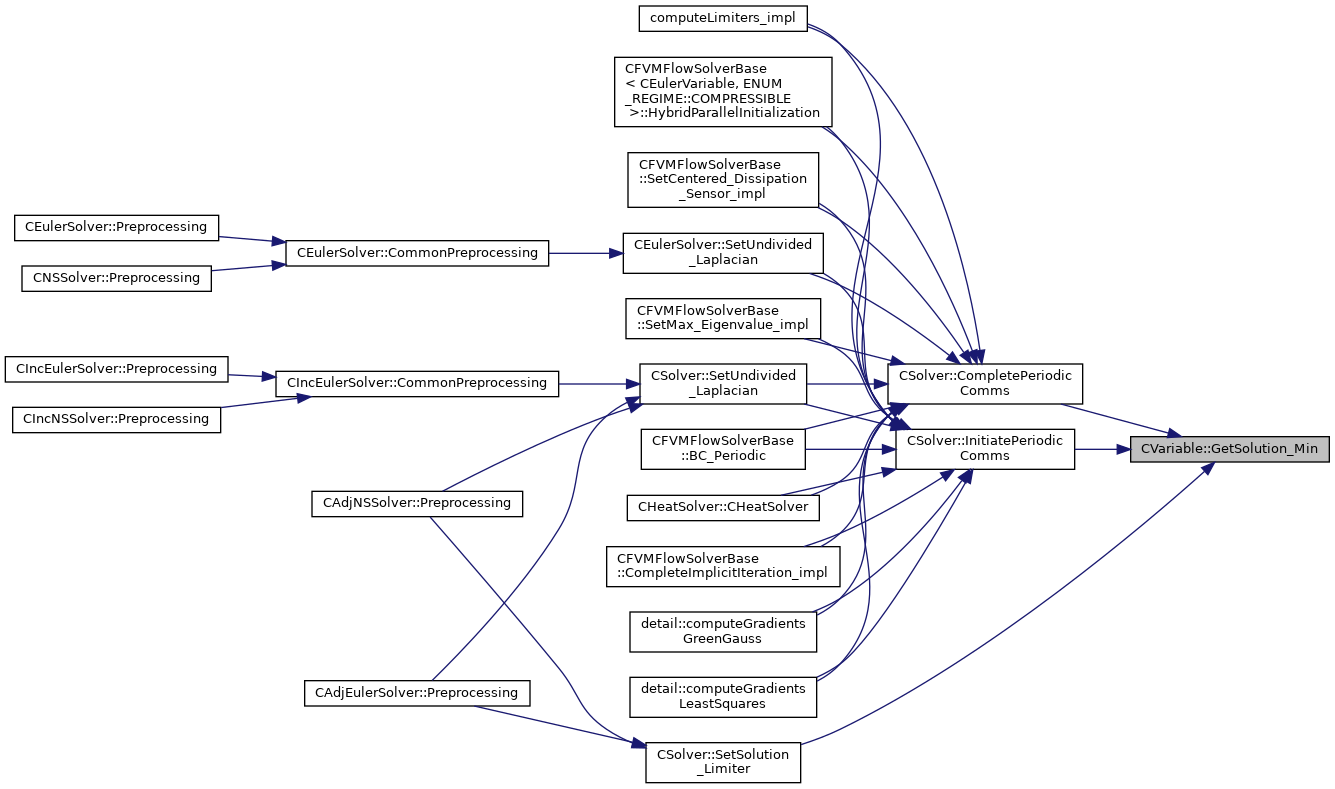 computeLimiters_impl
CFVMFlowSolverBase
< CEulerVariable, ENUM
_REGIME::COMPRESSIBLE
>::HybridParallelInitialization
CFVMFlowSolverBase
::SetCentered_Dissipation
_Sensor_impl
CEulerSolver::Preprocessing
CEulerSolver::CommonPreprocessing
CNSSolver::Preprocessing
CEulerSolver::SetUndivided
_Laplacian
CFVMFlowSolverBase
::SetMax_Eigenvalue_impl
CIncEulerSolver::Preprocessing
CIncEulerSolver::CommonPreprocessing
CIncNSSolver::Preprocessing
CSolver::SetUndivided
_Laplacian
CSolver::CompletePeriodic
Comms
CFVMFlowSolverBase
::BC_Periodic
CSolver::InitiatePeriodic
Comms
CVariable::GetSolution_Min
CAdjNSSolver::Preprocessing
CHeatSolver::CHeatSolver
CFVMFlowSolverBase
::CompleteImplicitIteration_impl
detail::computeGradients
GreenGauss
CAdjEulerSolver::Preprocessing
detail::computeGradients
LeastSquares
CSolver::SetSolution
_Limiter